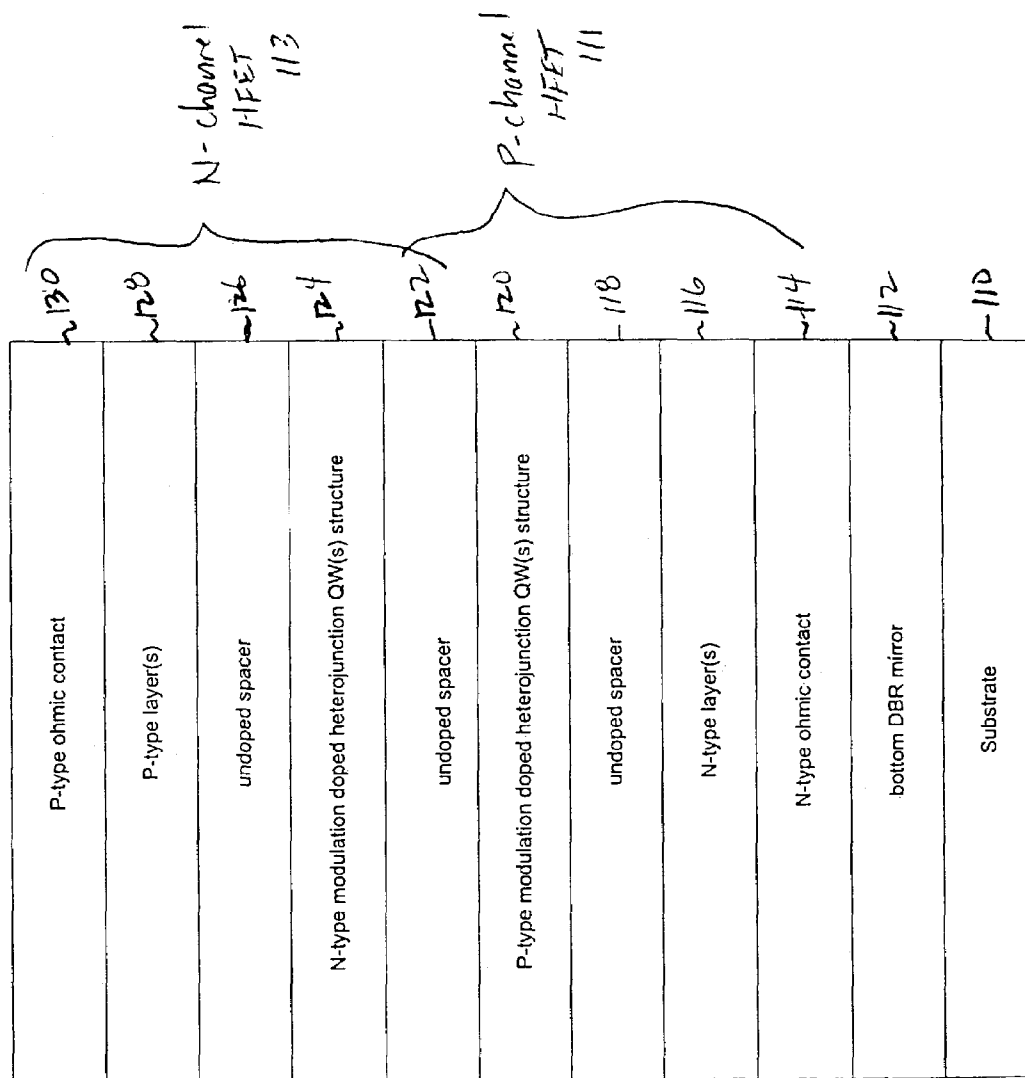 N-channel
HFET
113
P-channel
HFET
111
P-type ohmic contact ~130
P-type layer(s) ~128
undoped spacer ~126
N-type modulation doped heterojunction QW(s) structure ~124
undoped spacer ~122
P-type modulation doped heterojunction QW(s) structure ~120
undoped spacer -118
N-type layer(s) ~116
N-type ohmic contact ~114
bottom DBR mirror ~112
Substrate ~110